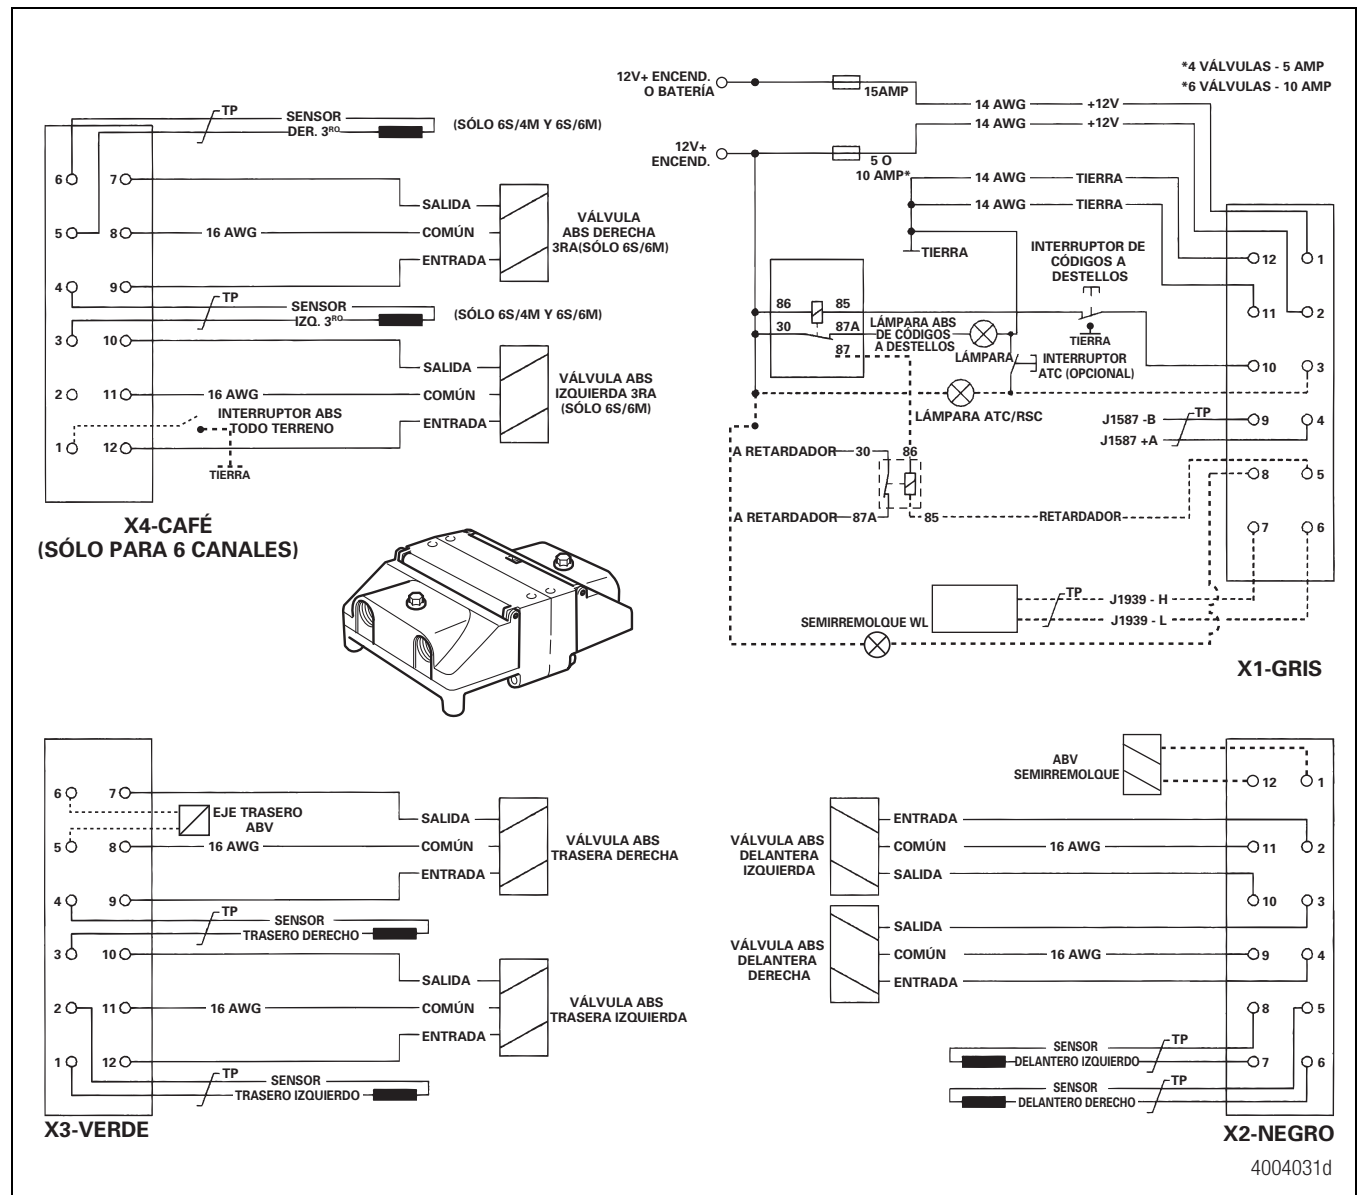 *4 VÁLVULAS - 5 AMP
*6 VÁLVULAS - 10 AMP
12V+ ENCEND.
O BATERÍA
15AMP
14 AWG
+12V
14 AWG
+12V
12V+
ENCEND.
5 O
10 AMP*
14 AWG
TIERRA
14 AWG
TIERRA
TIERRA
INTERRUPTOR DE
CÓDIGOS A
DESTELLOS
TIERRA
86
85
30
87A
87
LÁMPARA ABS
DE CÓDIGOS
A DESTELLOS
LÁMPARA
INTERRUPTOR
ATC (OPCIONAL)
LÁMPARA ATC/RSC
J1587 -B
J1587 +A
TP
A RETARDADOR
30
86
A RETARDADOR
87A
85
RETARDADOR
TP
J1939 - H
J1939 - L
SEMIRREMOLQUE WL
12
1
11
2
10
3
9
4
8
5
7
6
X1-GRIS
TP
SENSOR
DER. 3RO
(SÓLO 6S/4M Y 6S/6M)
6
7
5
8
4
9
3
10
2
11
1
12
SALIDA
16 AWG
COMÚN
ENTRADA
VÁLVULA
ABS DERECHA
3RA(SÓLO 6S/6M)
TP
SENSOR
IZQ. 3RO
(SÓLO 6S/4M Y 6S/6M)
SALIDA
16 AWG
COMÚN
ENTRADA
VÁLVULA ABS
IZQUIERDA 3RA
(SÓLO 6S/6M)
INTERRUPTOR ABS
TODO TERRENO
TIERRA
X4-CAFÉ
(SÓLO PARA 6 CANALES)
6
7
5
8
4
9
3
10
2
11
1
12
EJE TRASERO
ABV
SALIDA
16 AWG
COMÚN
ENTRADA
VÁLVULA ABS
TRASERA DERECHA
TP
SENSOR
TRASERO DERECHO
SALIDA
16 AWG
COMÚN
ENTRADA
VÁLVULA ABS
TRASERA IZQUIERDA
TP
SENSOR
TRASERO IZQUIERDO
X3-VERDE
ABV
SEMIRREMOLQUE
VÁLVULA ABS
DELANTERA
IZQUIERDA
ENTRADA
COMÚN
16 AWG
SALIDA
VÁLVULA ABS
DELANTERA
DERECHA
SALIDA
COMÚN
16 AWG
ENTRADA
SENSOR
DELANTERO IZQUIERDO
TP
SENSOR
DELANTERO DERECHO
TP
12
1
11
2
10
3
9
4
8
5
7
6
X2-NEGRO
4004031d